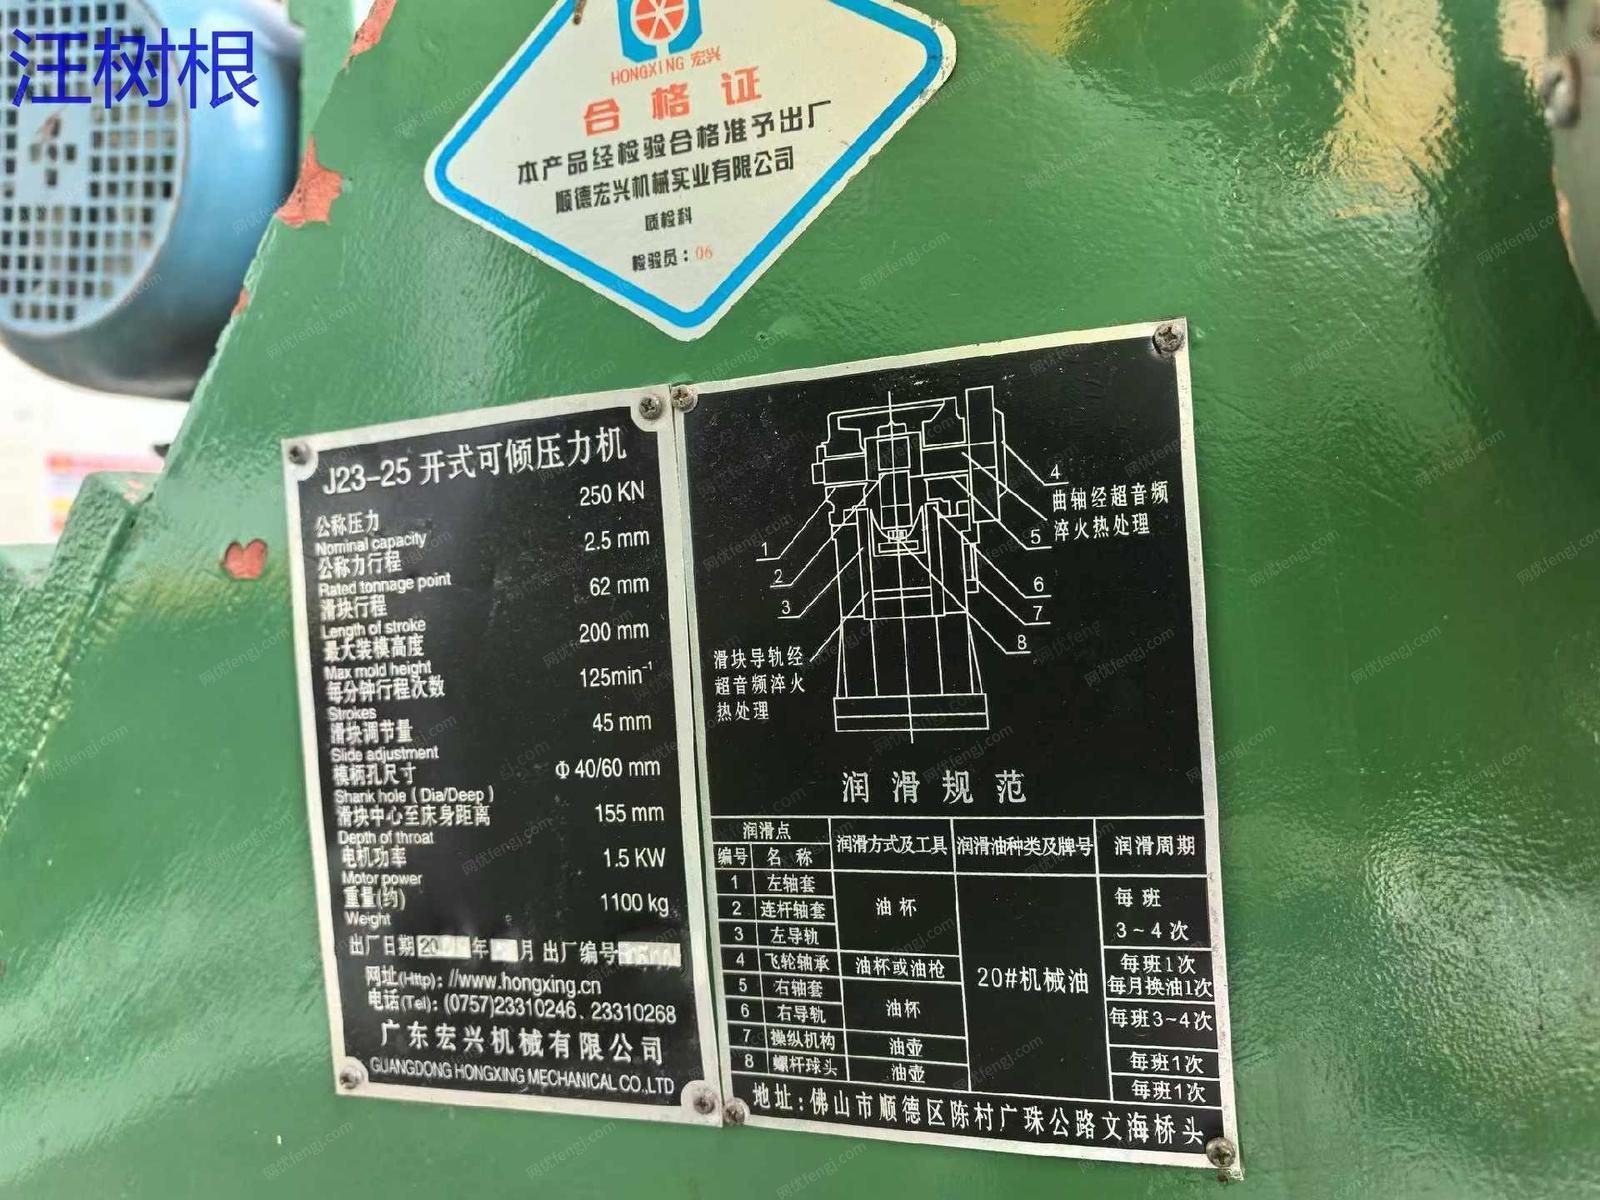 汪树根
HONGXING 宏兴
合格证
本产品经检验合格准予出厂
顺德宏兴机械实业有限公司
质检科
检验员：06
J23-25 开式可倾压力机
公称压力 250 KN
Nominal capacity
公称力行程 2.5 mm
Rated tonnage point
滑块行程 62 mm
Length of stroke
最大装模高度 200 mm
Max mold height
每分钟行程次数 125min⁻¹
Strokes
滑块调节量 45 mm
Slide adjustment
模柄孔尺寸 Φ 40/60 mm
Shank hole (Dia/Deep)
滑块中心至床身距离 155 mm
Depth of throat
电机功率 1.5 KW
Motor power
重量(约) 1100 kg
Weight
出厂日期 年 月 出厂编号
网址(Http)：//www.hongxing.cn
电话(Tel)：(0757)23310246、23310268
广东宏兴机械有限公司
GUANGDONG HONGXING MECHANICAL CO.,LTD
4
曲轴经超音频
淬火热处理
5
1
2
3
6
7
8
滑块导轨经
超音频淬火
热处理
润滑规范
润滑点 润滑方式及工具 润滑油种类及牌号 润滑周期
编号 名称
1 左轴套 油杯 20#机械油 每班 3~4次
2 连杆轴套
3 左导轨
4 飞轮轴承 油杯或油枪 每班1次 每月换油1次
5 右轴套 油杯 每班3~4次
6 右导轨
7 操纵机构 油壶 每班1次
8 螺杆球头 油壶 每班1次
地址：佛山市顺德区陈村广珠公路文海桥头
网优fengj.com